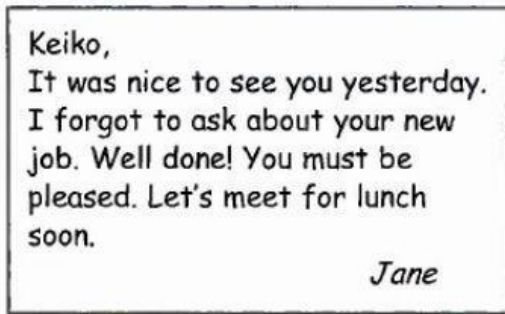 Keiko,
It was nice to see you yesterday.
I forgot to ask about your new
job. Well done! You must be
pleased. Let's meet for lunch
soon.
Jane